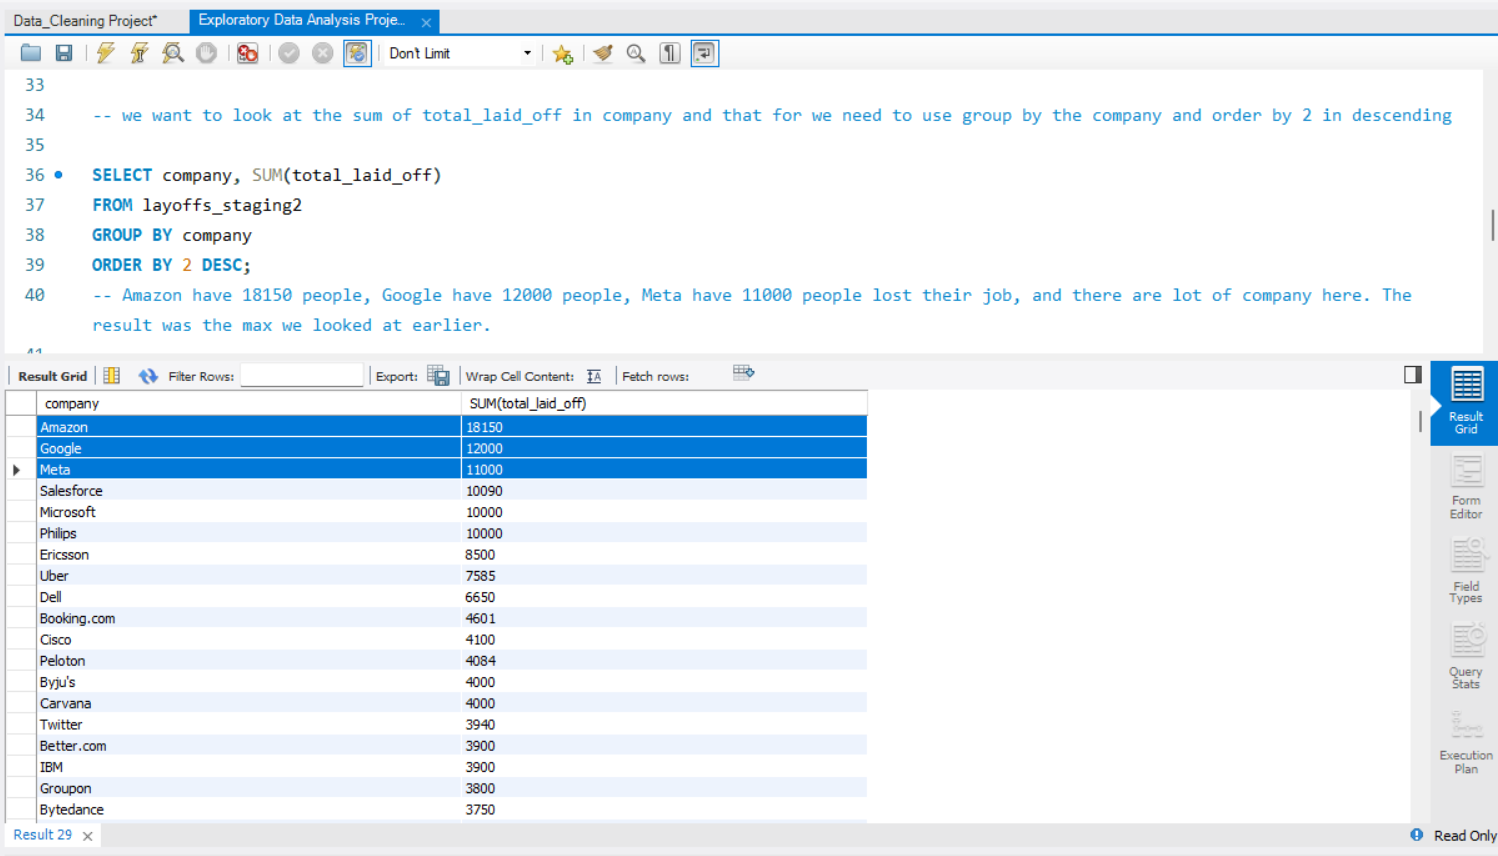 Data_Cleaning Project*
Exploratory Data Analysis Proje...
Don't Limit
33
34 -- we want to look at the sum of total_laid_off in company and that for we need to use group by the company and order by 2 in descending
35
36 SELECT company, SUM(total_laid_off)
37 FROM layoffs_staging2
38 GROUP BY company
39 ORDER BY 2 DESC;
40 -- Amazon have 18150 people, Google have 12000 people, Meta have 11000 people lost their job, and there are lot of company here. The
result was the max we looked at earlier.
41
Result Grid Filter Rows: Export: Wrap Cell Content: Fetch rows:
company SUM(total_laid_off)
Amazon 18150
Google 12000
Meta 11000
Salesforce 10090
Microsoft 10000
Philips 10000
Ericsson 8500
Uber 7585
Dell 6650
Booking.com 4601
Cisco 4100
Peloton 4084
Byju's 4000
Carvana 4000
Twitter 3940
Better.com 3900
IBM 3900
Groupon 3800
Bytedance 3750
Result
Grid
Form
Editor
Field
Types
Query
Stats
Execution
Plan
Result 29
Read Only